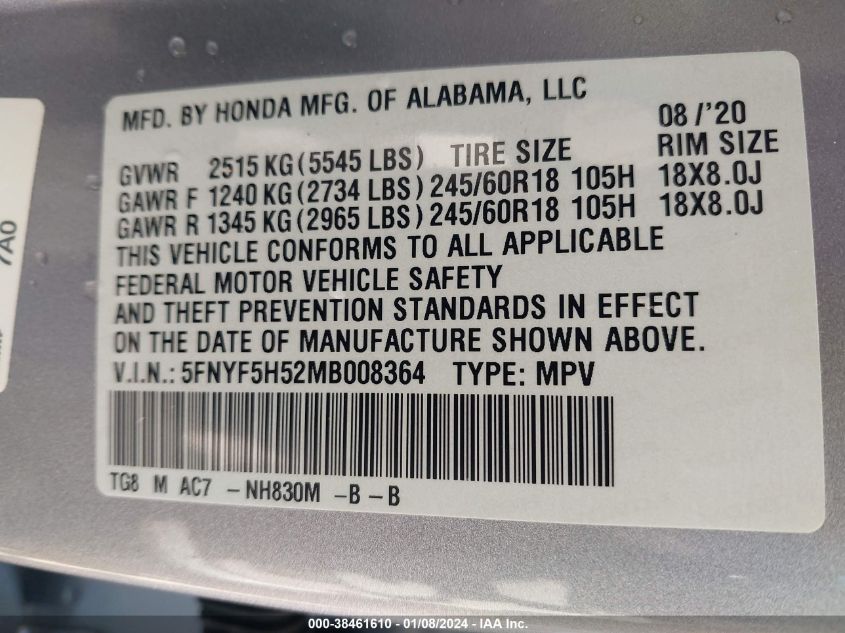 MFD. BY HONDA MFG. OF ALABAMA, LLC 08/'20
GVWR 2515 KG (5545 LBS) TIRE SIZE RIM SIZE
GAWR F 1240 KG (2734 LBS) 245/60R18 105H 18X8.0J
GAWR R 1345 KG (2965 LBS) 245/60R18 105H 18X8.0J
THIS VEHICLE CONFORMS TO ALL APPLICABLE
FEDERAL MOTOR VEHICLE SAFETY
AND THEFT PREVENTION STANDARDS IN EFFECT
ON THE DATE OF MANUFACTURE SHOWN ABOVE.
V.I.N.: 5FNYF5H52MB008364 TYPE: MPV
TG8 M AC7 -NH830M -B-B
7A0
000-38461610 - 01/08/2024 - IAA Inc.